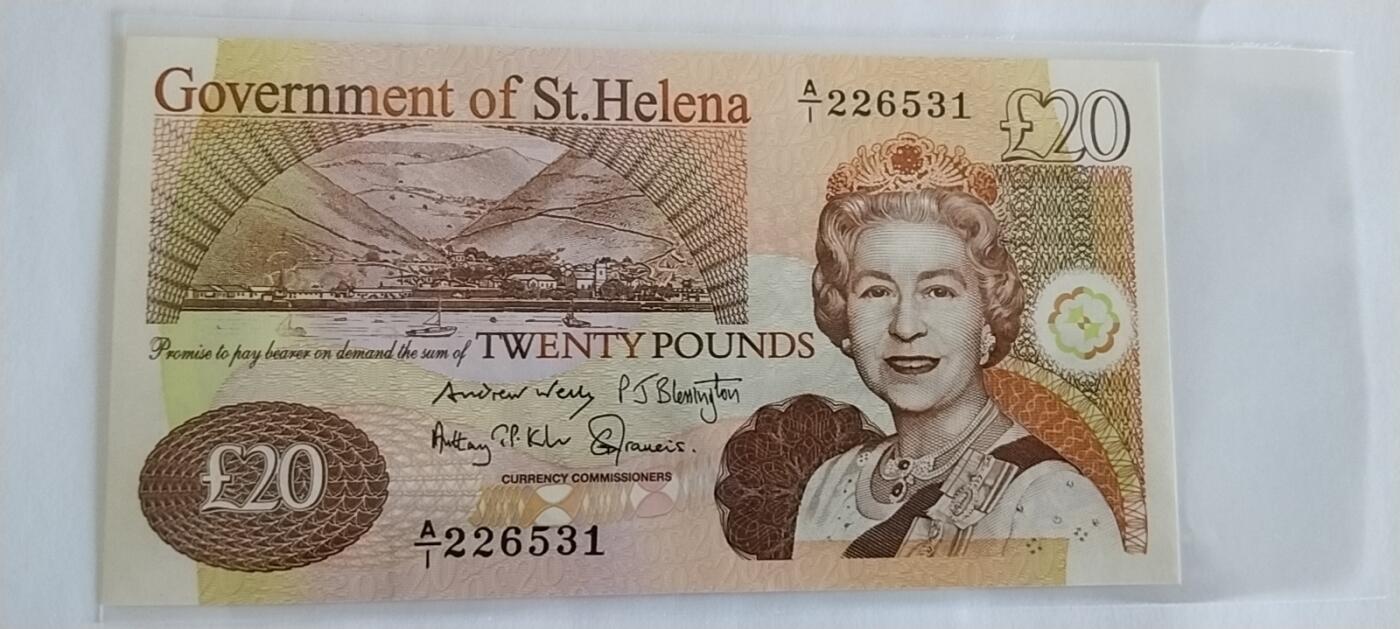 Government of St.Helena
A/1 226531
£20
Promise to pay bearer on demand the sum of TWENTY POUNDS
P J Blessington
CURRENCY COMMISSIONERS
£20
A/1 226531